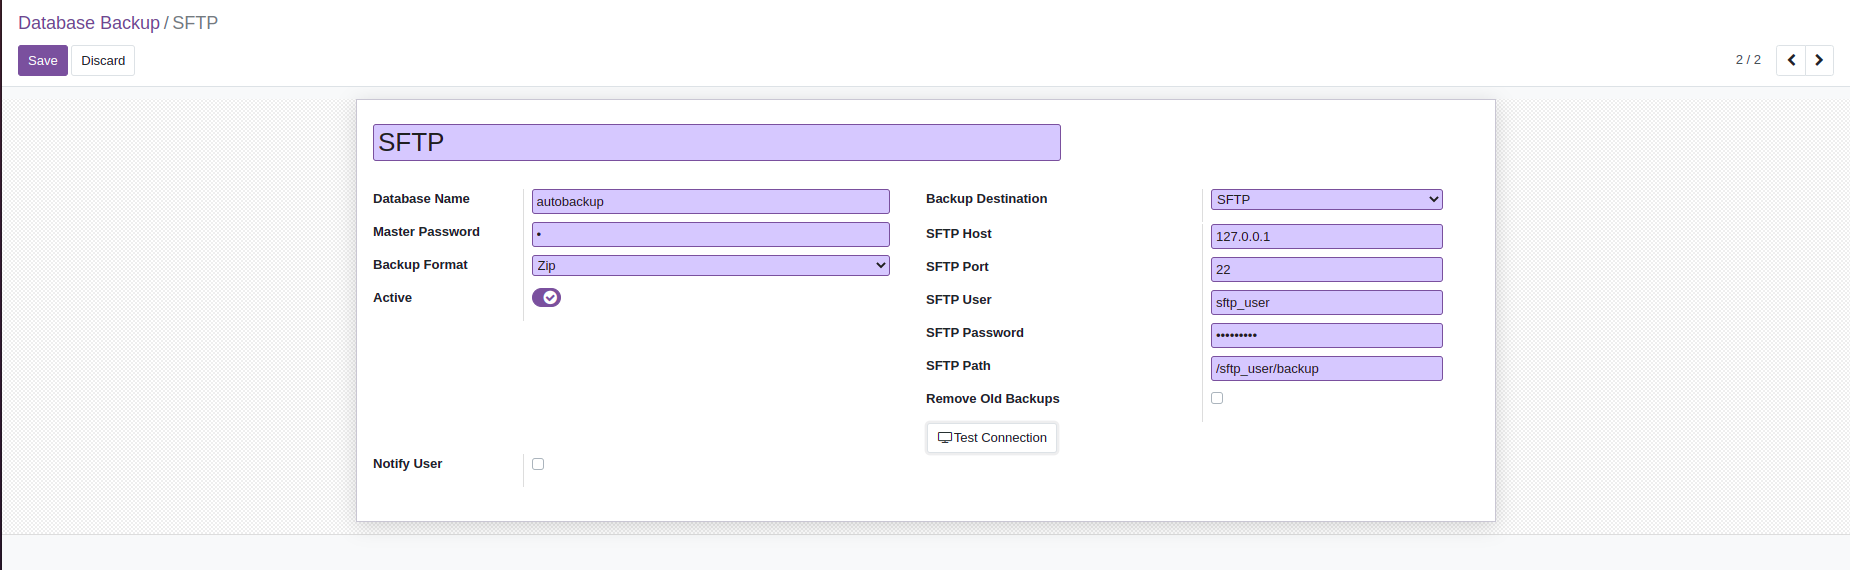 Database Backup / SFTP
Save Discard 2 / 2
SFTP
Database Name autobackup
Master Password •
Backup Format Zip
Active
Notify User
Backup Destination SFTP
SFTP Host 127.0.0.1
SFTP Port 22
SFTP User sftp_user
SFTP Password •••••••••
SFTP Path /sftp_user/backup
Remove Old Backups
Test Connection